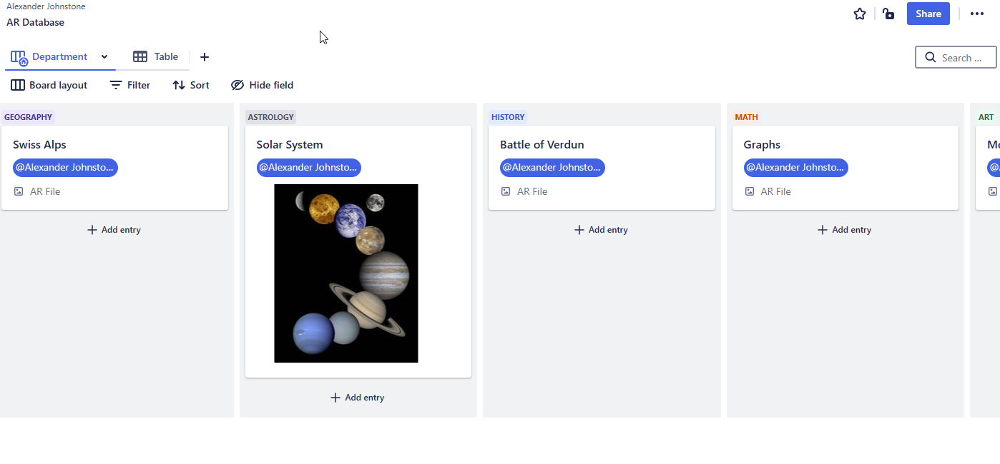 Alexander Johnstone
AR Database
Share
Department
Table
Search ...
Board layout
Filter
Sort
Hide field
GEOGRAPHY
Swiss Alps
@Alexander Johnsto...
AR File
Add entry
ASTROLOGY
Solar System
@Alexander Johnsto...
Add entry
HISTORY
Battle of Verdun
@Alexander Johnsto...
AR File
Add entry
MATH
Graphs
@Alexander Johnsto...
AR File
Add entry
ART